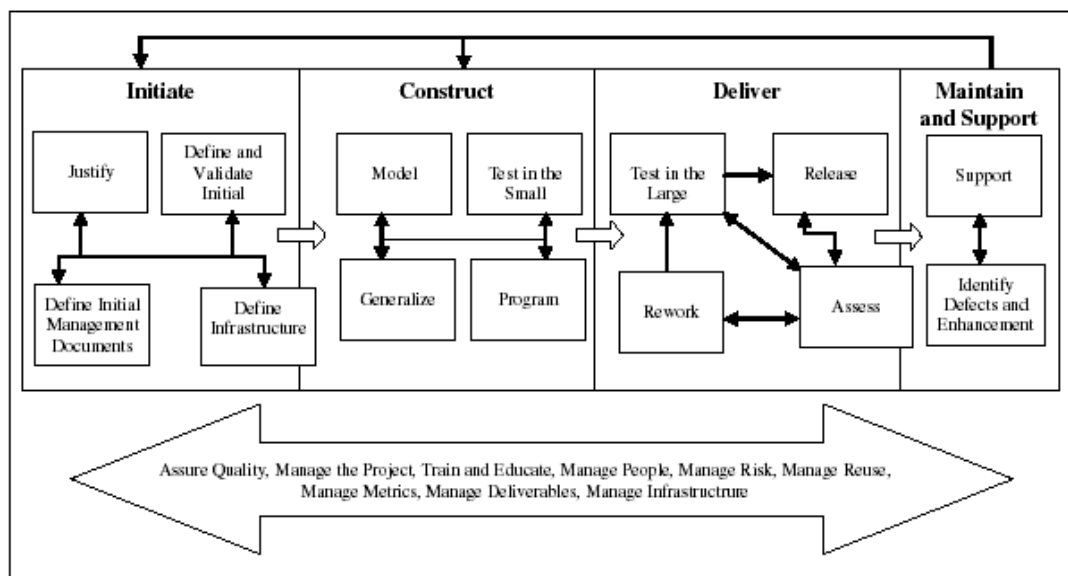 Initiate
Construct
Deliver
Maintain
and Support
Justify
Define and
Validate
Initial
Define Initial
Management
Documents
Define
Infrastructure
Model
Test in the
Small
Generalize
Program
Test in the
Large
Release
Rework
Assess
Support
Identify
Defects and
Enhancement
Assure Quality, Manage the Project, Train and Educate, Manage People, Manage Risk, Manage Reuse,
Manage Metrics, Manage Deliverables, Manage Infrastructrure